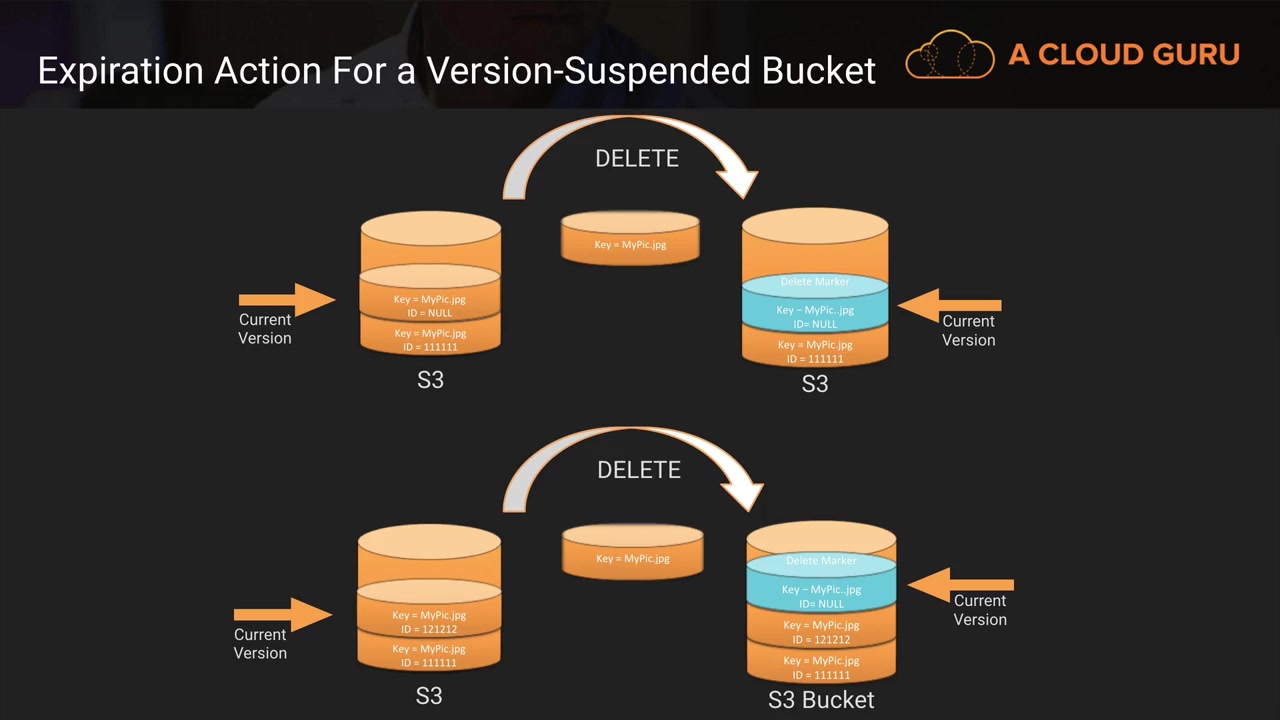 Expiration Action For a Version-Suspended Bucket
A CLOUD GURU
DELETE
Key = MyPic.jpg
Key = MyPic.jpg
ID = NULL
Key = MyPic.jpg
ID = 111111
Current
Version
S3
Delete Marker
Key – MyPic..jpg
ID= NULL
Key = MyPic.jpg
ID = 111111
Current
Version
S3
DELETE
Key = MyPic.jpg
Key = MyPic.jpg
ID = 121212
Key = MyPic.jpg
ID = 111111
Current
Version
S3
Delete Marker
Key – MyPic..jpg
ID= NULL
Key = MyPic.jpg
ID = 121212
Key = MyPic.jpg
ID = 111111
Current
Version
S3 Bucket